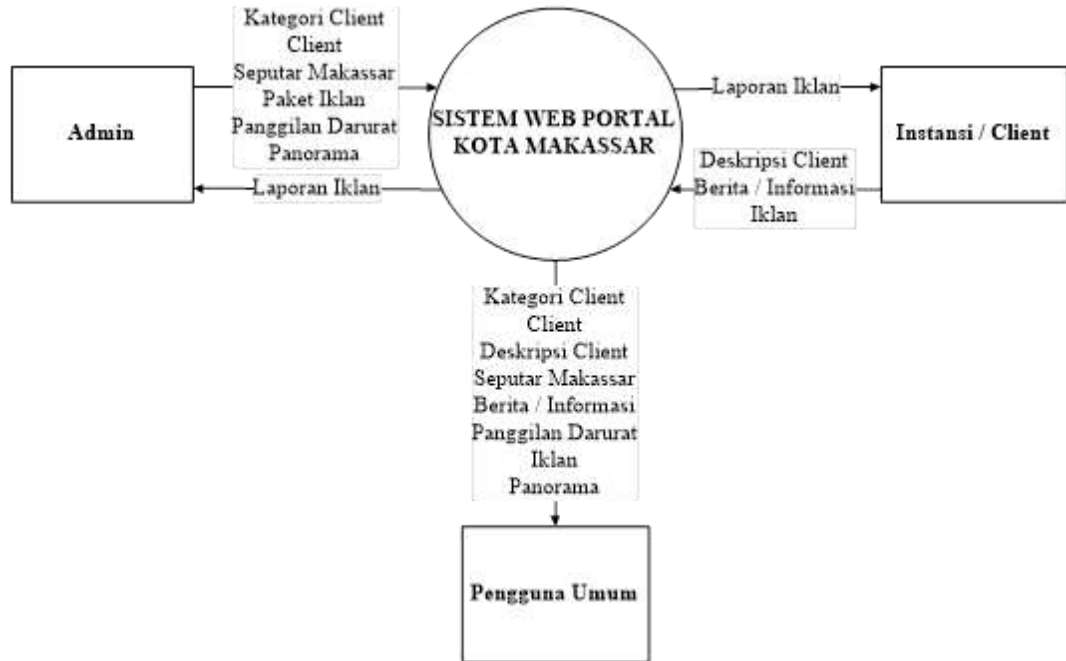 Kategori Client
Client
Seputar Makassar
Paket Iklan
Panggilan Darurat
Panorama
Admin
Laporan Iklan
SISTEM WEB PORTAL
KOTA MAKASSAR
Laporan Iklan
Instansi / Client
Deskripsi Client
Berita / Informasi
Iklan
Kategori Client
Client
Deskripsi Client
Seputar Makassar
Berita / Informasi
Panggilan Darurat
Iklan
Panorama
Pengguna Umum